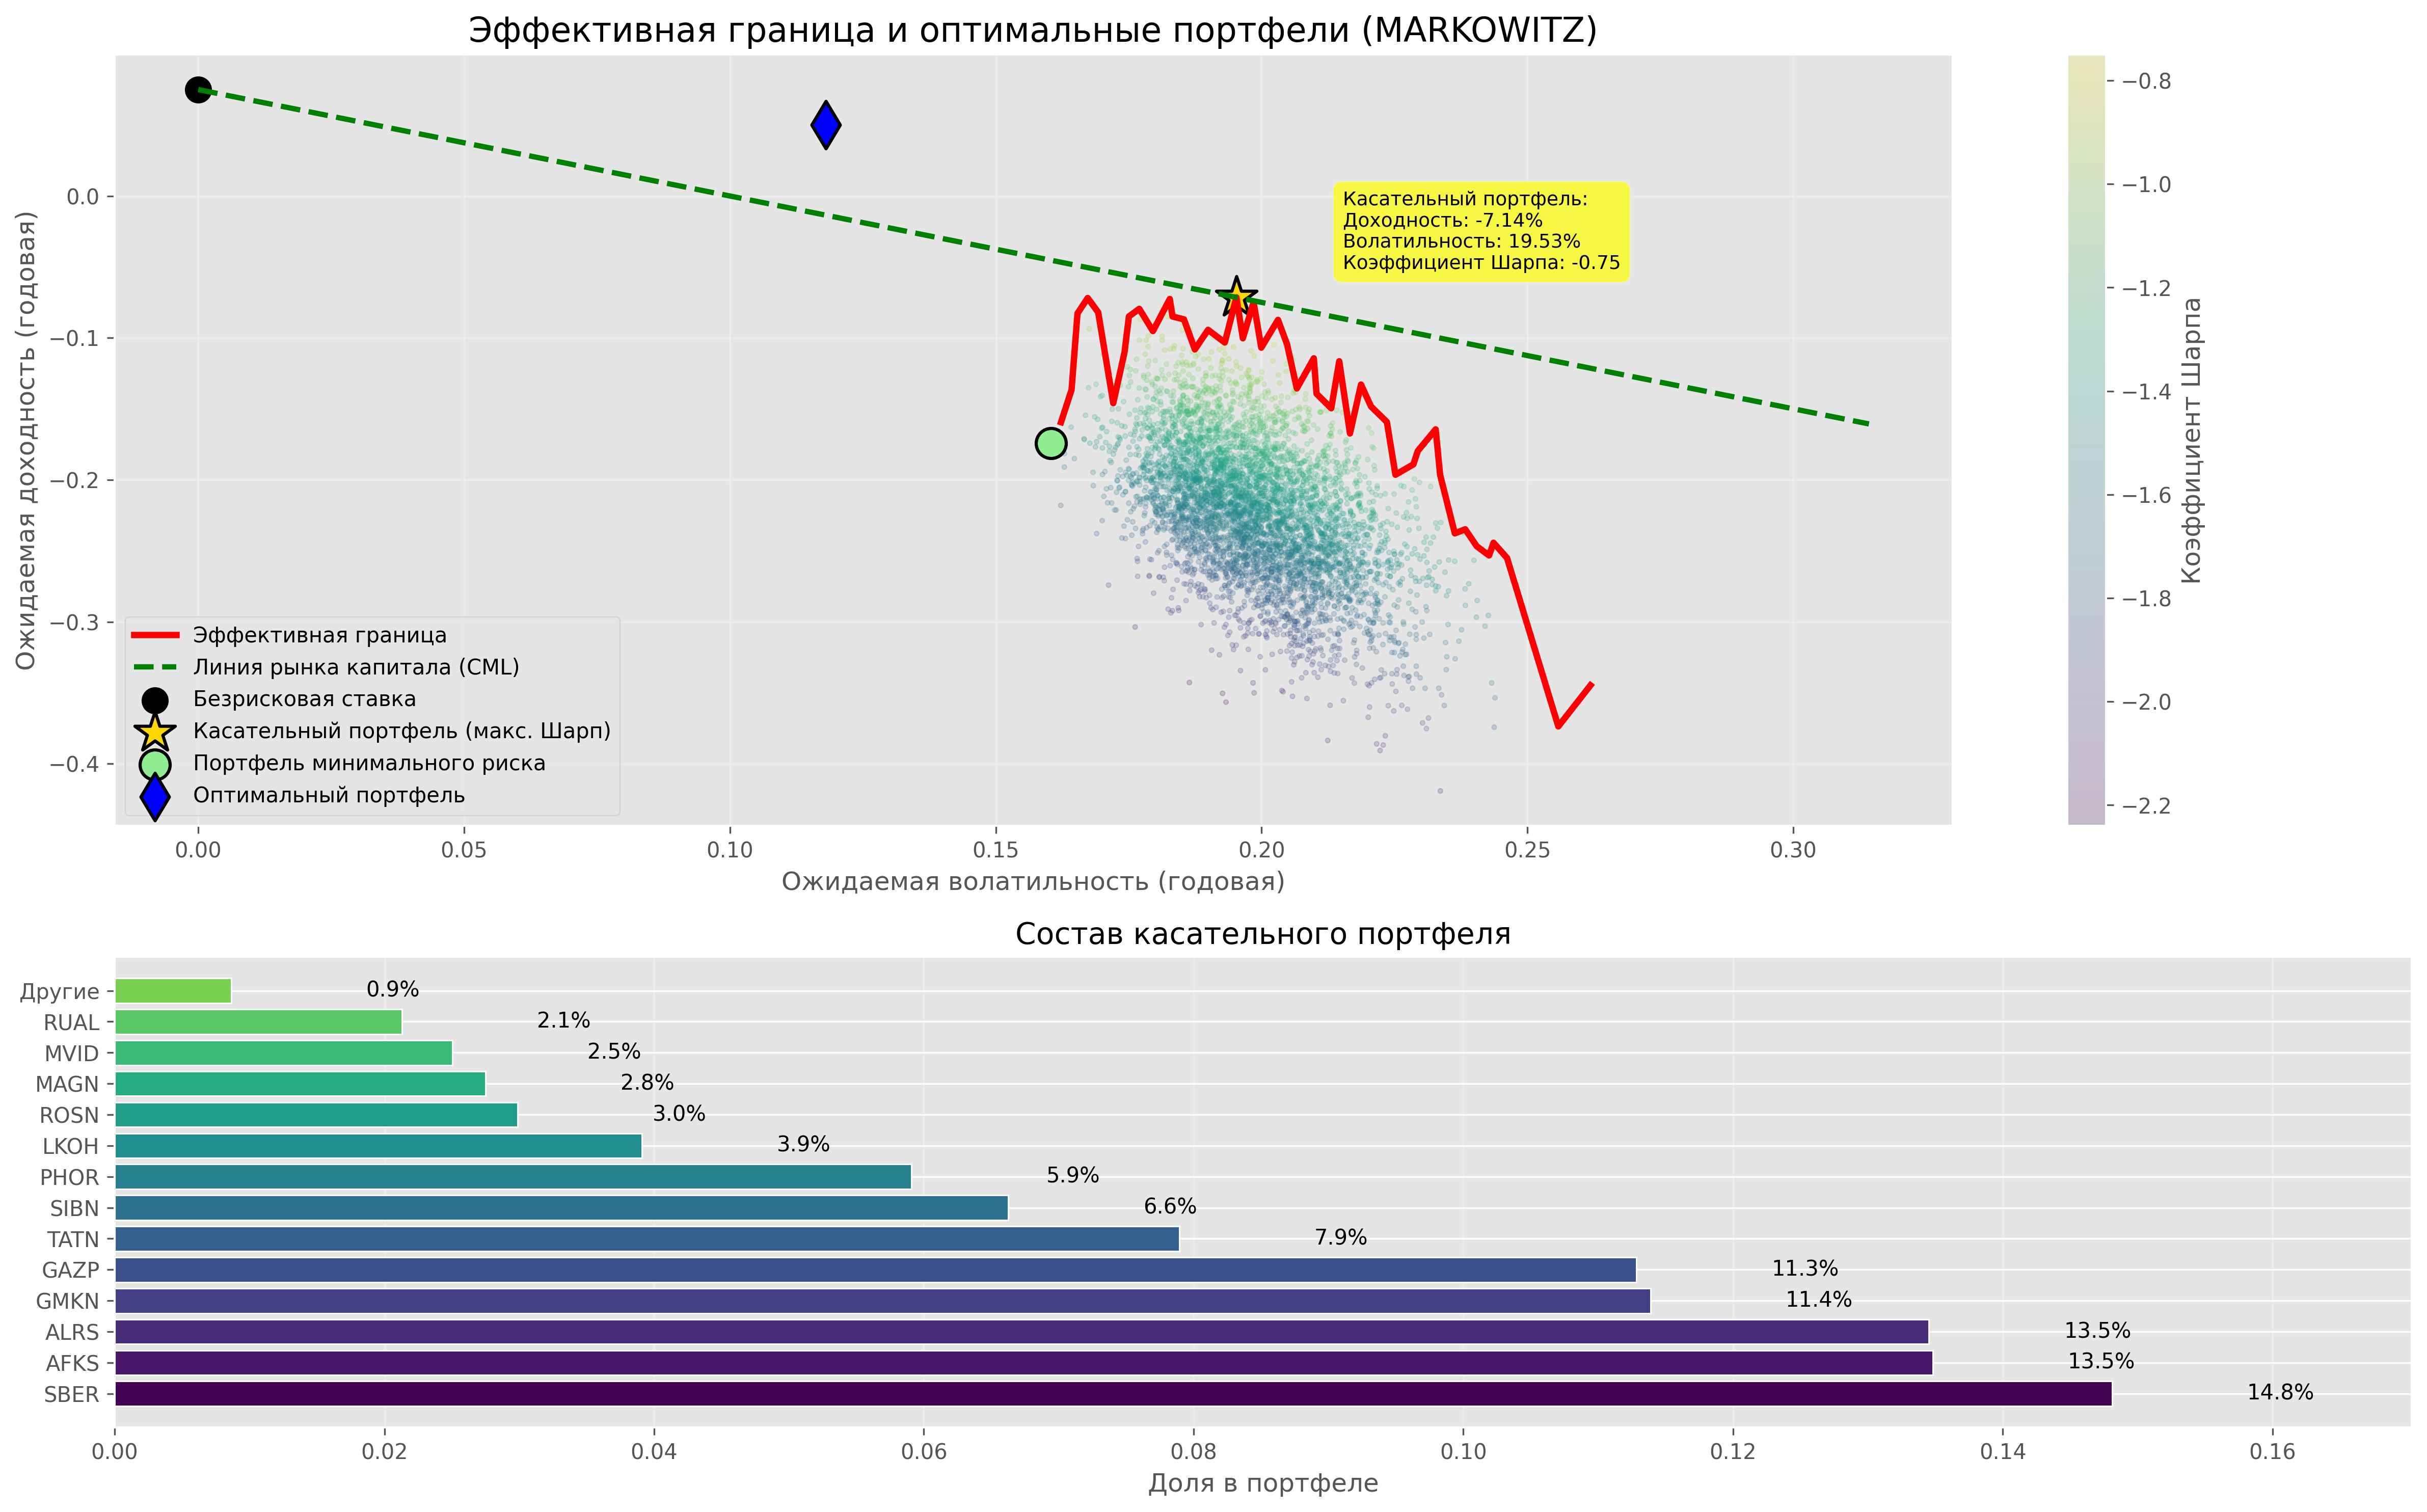 Эффективная граница и оптимальные портфели (MARKOWITZ)
Ожидаемая доходность (годовая)
0.0
−0.1
−0.2
−0.3
−0.4
Касательный портфель:
Доходность: -7.14%
Волатильность: 19.53%
Коэффициент Шарпа: -0.75
Эффективная граница
Линия рынка капитала (CML)
Безрисковая ставка
Касательный портфель (макс. Шарп)
Портфель минимального риска
Оптимальный портфель
0.00 0.05 0.10 0.15 0.20 0.25 0.30
Ожидаемая волатильность (годовая)
−0.8
−1.0
−1.2
−1.4
−1.6
−1.8
−2.0
−2.2
Коэффициент Шарпа
Состав касательного портфеля
Другие 0.9%
RUAL 2.1%
MVID 2.5%
MAGN 2.8%
ROSN 3.0%
LKOH 3.9%
PHOR 5.9%
SIBN 6.6%
TATN 7.9%
GAZP 11.3%
GMKN 11.4%
ALRS 13.5%
AFKS 13.5%
SBER 14.8%
0.00 0.02 0.04 0.06 0.08 0.10 0.12 0.14 0.16
Доля в портфеле